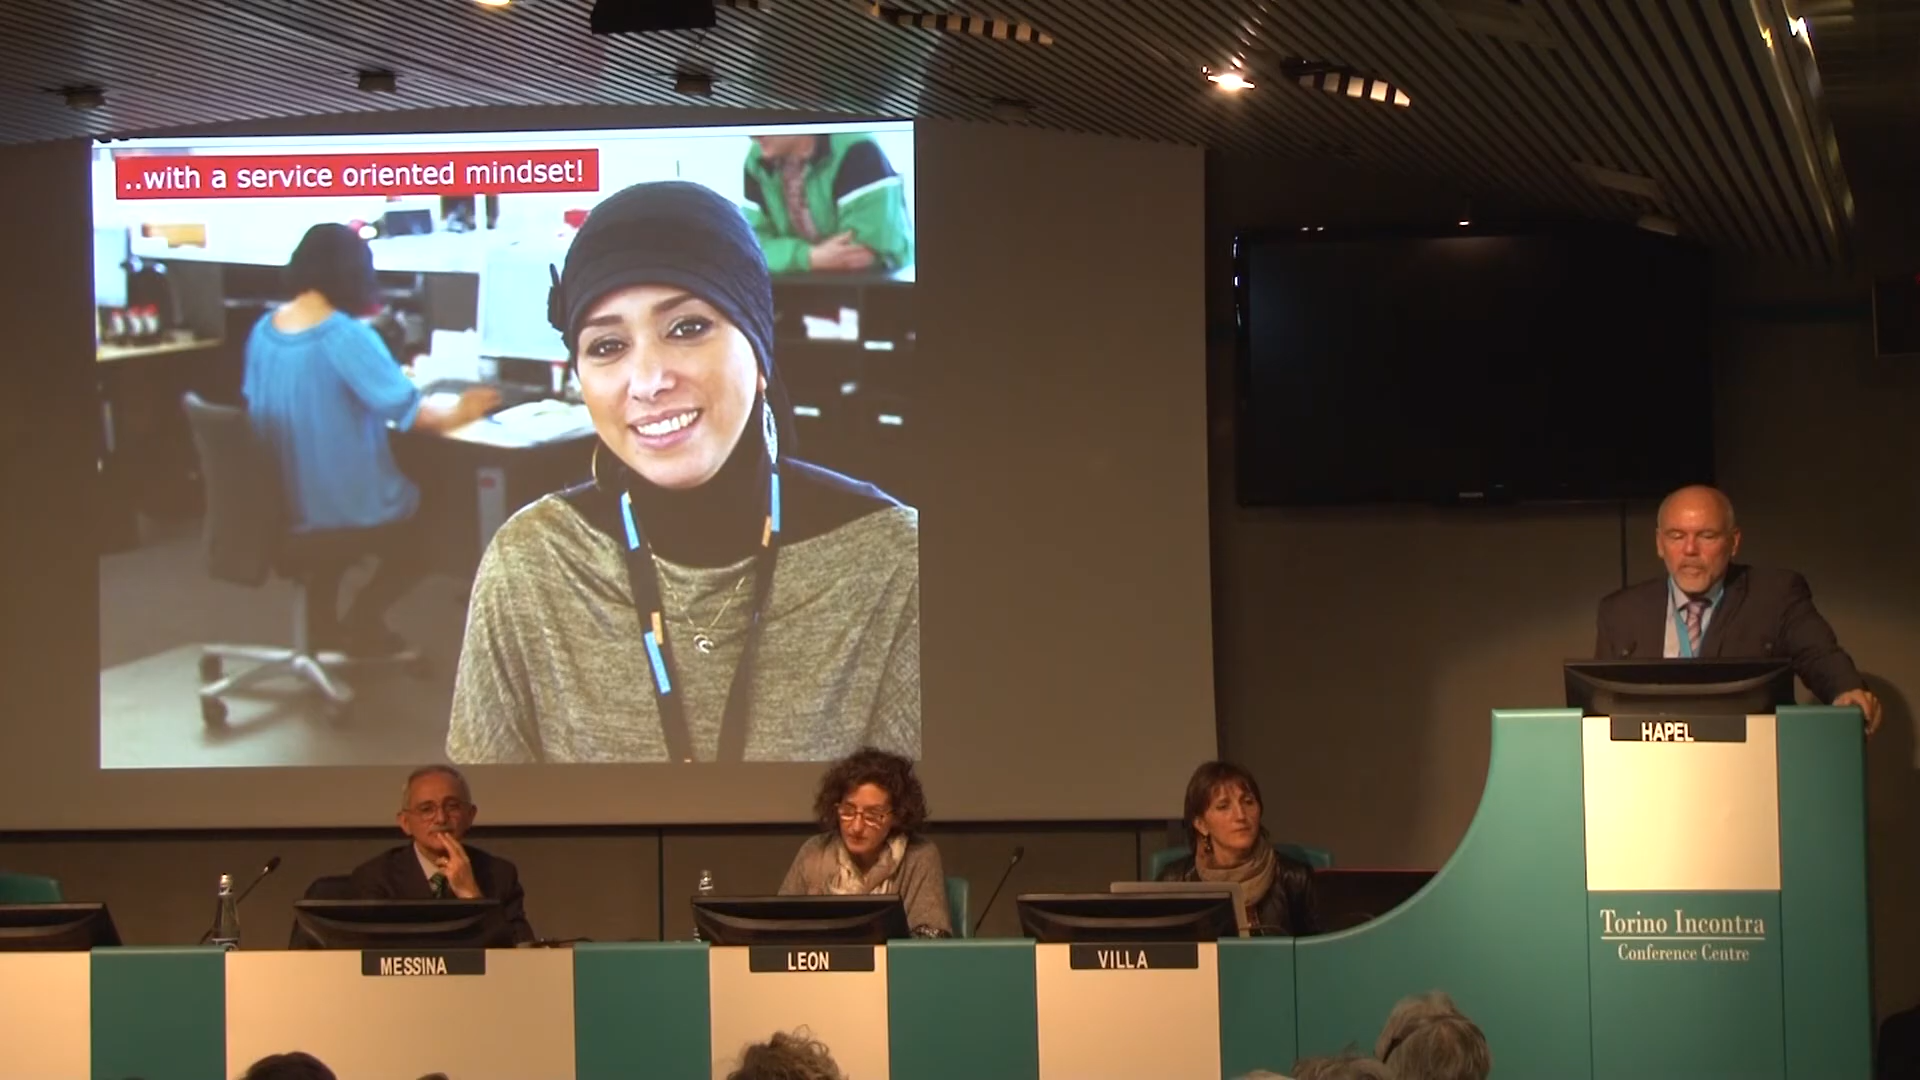 ..with a service oriented mindset!
HAPEL
Torino Incontra
Conference Centre
MESSINA
LEON
VILLA